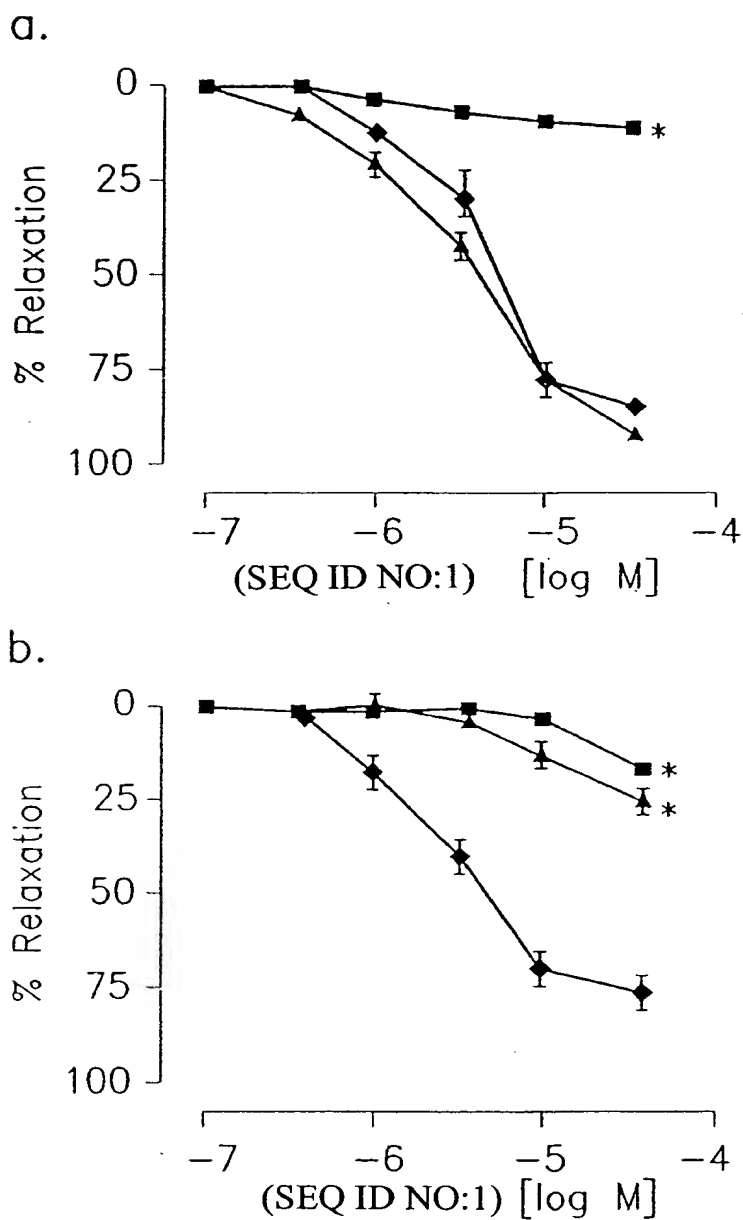 a.
0
25
50
75
100
% Relaxation
*
-7 -6 -5 -4
(SEQ ID NO:1) [log M]
b.
0
25
50
75
100
% Relaxation
*
*
-7 -6 -5 -4
(SEQ ID NO:1) [log M]